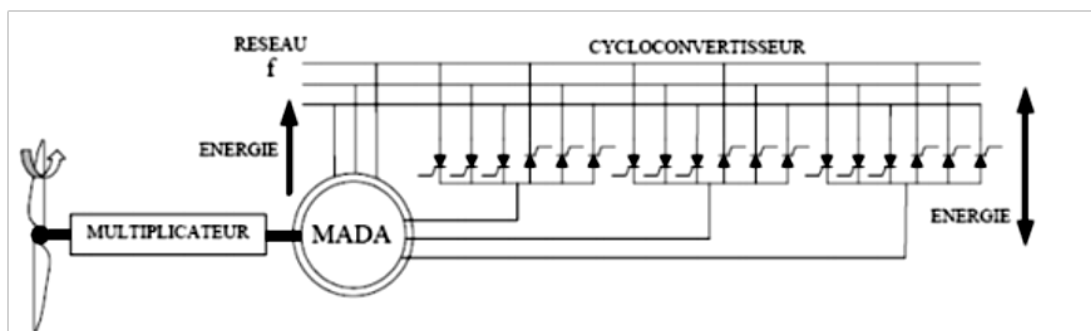 RESEAU
f
CYCLOCONVERTISSEUR
ENERGIE
MULTIPLICATEUR
MADA
ENERGIE